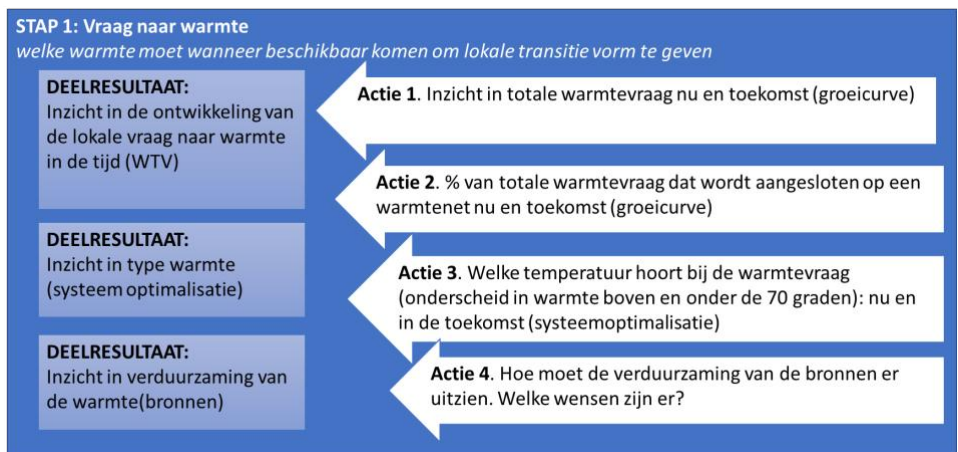 STAP 1: Vraag naar warmte
welke warmte moet wanneer beschikbaar komen om lokale transitie vorm te geven
DEELRESULTAAT:
Inzicht in de ontwikkeling van
de lokale vraag naar warmte
in de tijd (WTV)
Actie 1. Inzicht in totale warmtevraag nu en toekomst (groeicurve)
Actie 2. % van totale warmtevraag dat wordt aangesloten op een
warmtenet nu en toekomst (groeicurve)
DEELRESULTAAT:
Inzicht in type warmte
(systeem optimalisatie)
Actie 3. Welke temperatuur hoort bij de warmtevraag
(onderscheid in warmte boven en onder de 70 graden): nu en
in de toekomst (systeemoptimalisatie)
DEELRESULTAAT:
Inzicht in verduurzaming van
de warmte(bronnen)
Actie 4. Hoe moet de verduurzaming van de bronnen er
uitzien. Welke wensen zijn er?